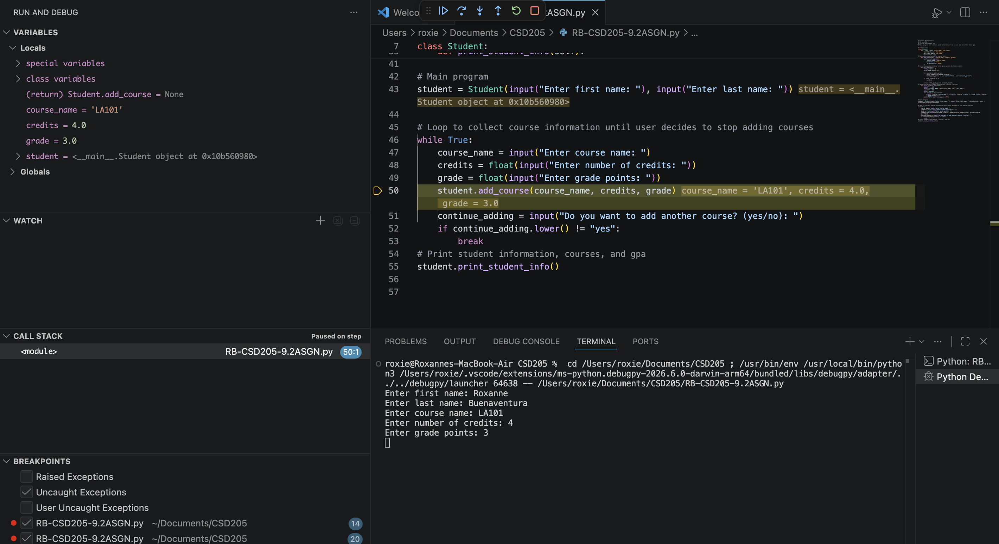 RUN AND DEBUG
VARIABLES
Locals
special variables
class variables
(return) Student.add_course = None
course_name = 'LA101'
credits = 4.0
grade = 3.0
student = <__main__.Student object at 0x10b560980>
Globals
WATCH
CALL STACK
Paused on step
<module>
RB-CSD205-9.2ASGN.py 50:1
BREAKPOINTS
Raised Exceptions
Uncaught Exceptions
User Uncaught Exceptions
RB-CSD205-9.2ASGN.py ~/Documents/CSD205 14
RB-CSD205-9.2ASGN.py ~/Documents/CSD205 20
Welco
2ASGN.py
Users > roxie > Documents > CSD205 > RB-CSD205-9.2ASGN.py > ...
7 class Student:
def print_student_info(self):
41
42 # Main program
43 student = Student(input("Enter first name: "), input("Enter last name: ")) student = <__main__.
Student object at 0x10b560980>
44
45 # Loop to collect course information until user decides to stop adding courses
46 while True:
47 course_name = input("Enter course name: ")
48 credits = float(input("Enter number of credits: "))
49 grade = float(input("Enter grade points: "))
50 student.add_course(course_name, credits, grade) course_name = 'LA101', credits = 4.0,
grade = 3.0
51 continue_adding = input("Do you want to add another course? (yes/no): ")
52 if continue_adding.lower() != "yes":
53 break
54 # Print student information, courses, and gpa
55 student.print_student_info()
56
57
PROBLEMS OUTPUT DEBUG CONSOLE TERMINAL PORTS
roxie@Roxannes-MacBook-Air CSD205 % cd /Users/roxie/Documents/CSD205 ; /usr/bin/env /usr/local/bin/pytho
n3 /Users/roxie/.vscode/extensions/ms-python.debugpy-2026.6.0-darwin-arm64/bundled/libs/debugpy/adapter/.
./../debugpy/launcher 64638 -- /Users/roxie/Documents/CSD205/RB-CSD205-9.2ASGN.py
Enter first name: Roxanne
Enter last name: Buenaventura
Enter course name: LA101
Enter number of credits: 4
Enter grade points: 3
Python: RB...
Python De...